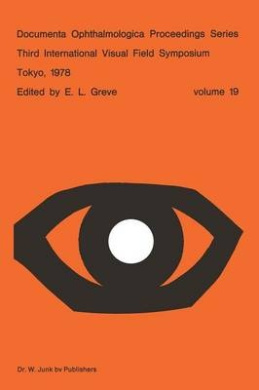 Documenta Ophthalmologica Proceedings Series
Third International Visual Field Symposium
Tokyo, 1978
Edited by E. L. Greve volume 19
Dr. W. Junk bv Publishers